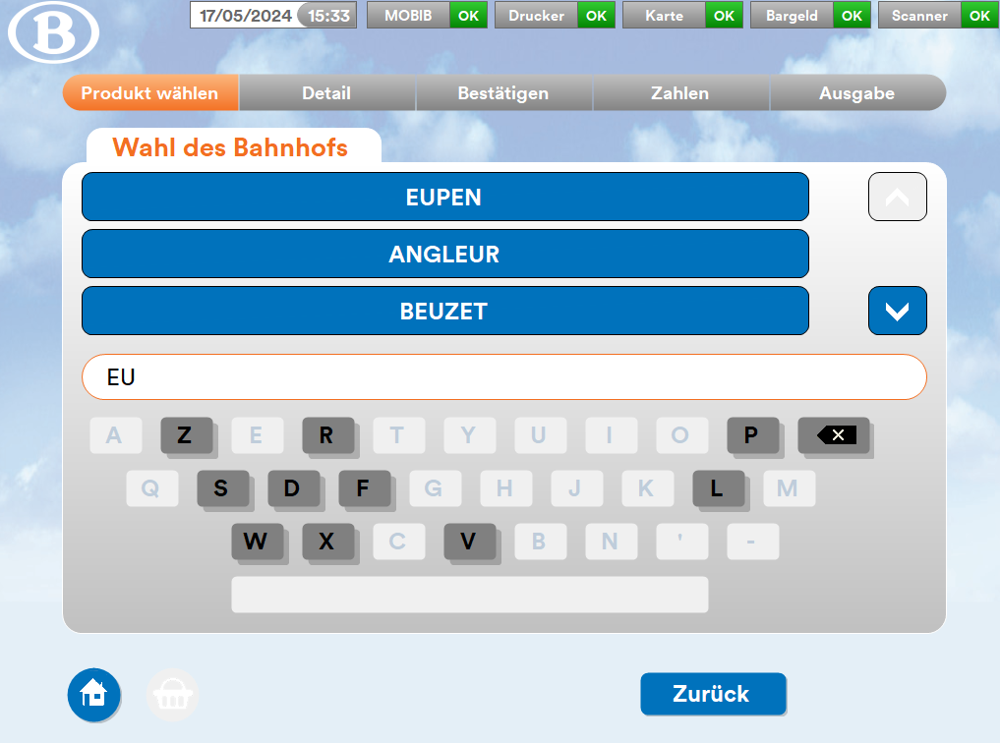 B
17/05/2024 15:33 MOBIB OK Drucker OK Karte OK Bargeld OK Scanner OK
Produkt wählen Detail Bestätigen Zahlen Ausgabe
Wahl des Bahnhofs
EUPEN
ANGLEUR
BEUZET
EU
A Z E R T Y U I O P
Q S D F G H J K L M
W X C V B N ' -
Zurück